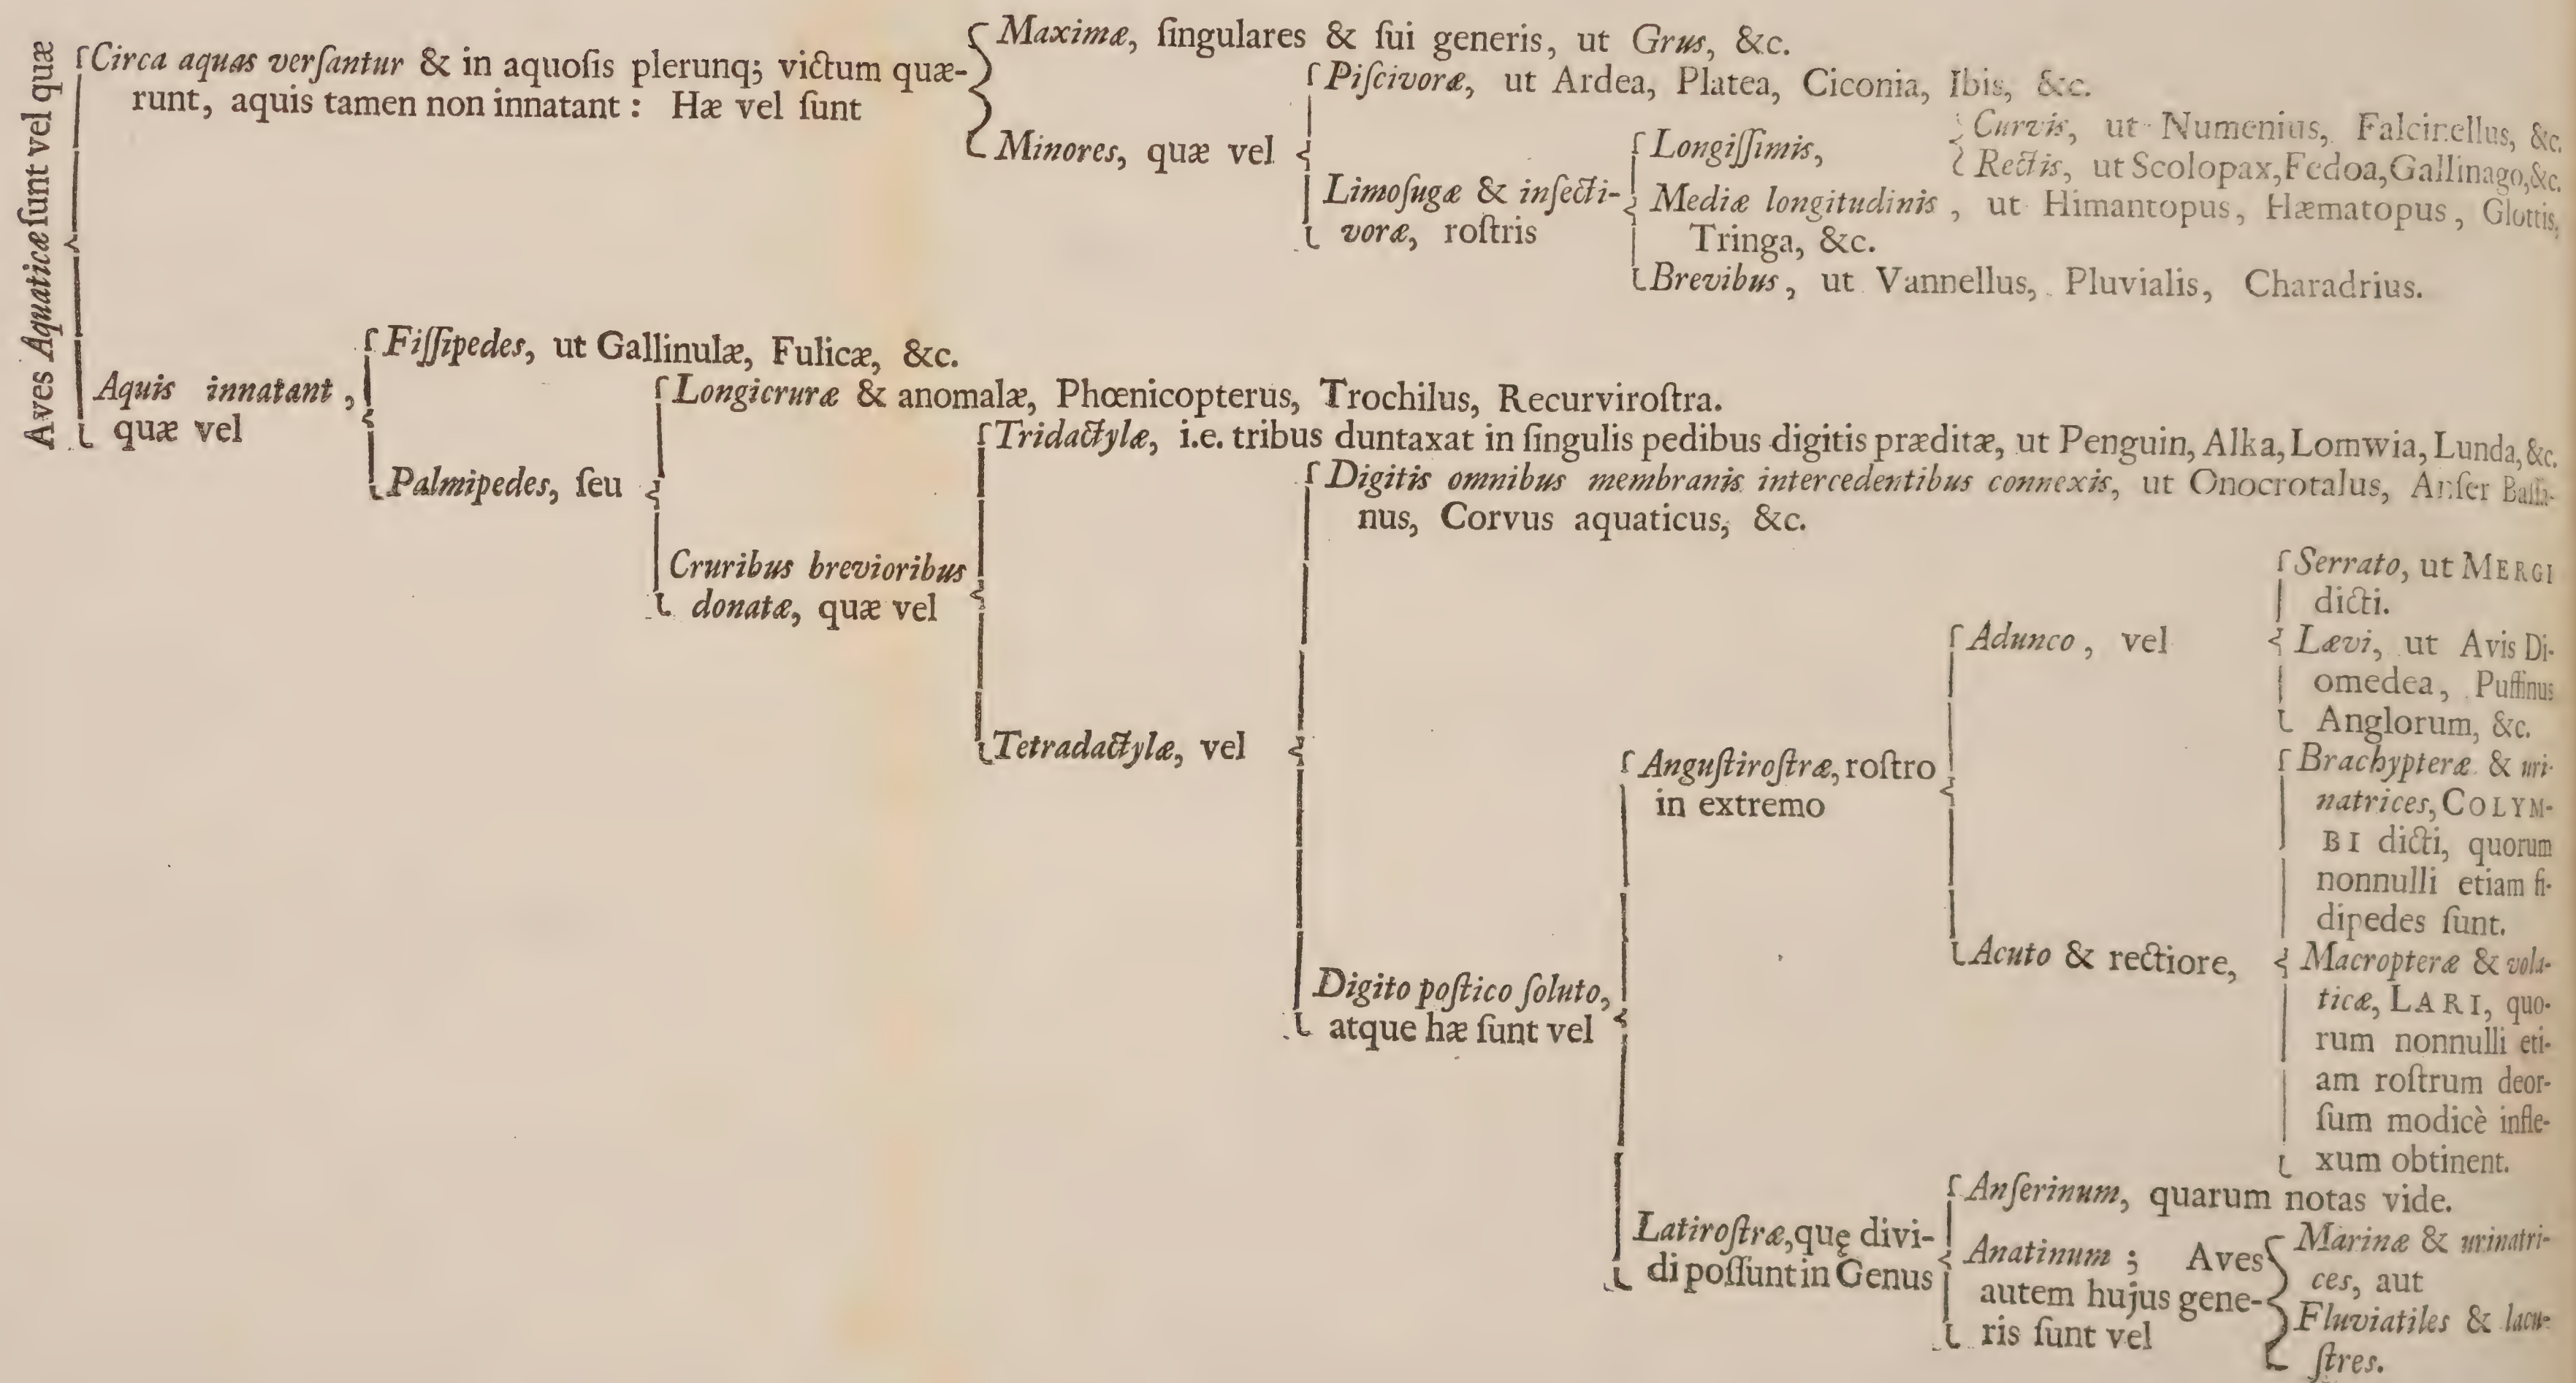 Aves Aquaticæ ſunt vel quæ
Circa aquas verſantur & in aquoſis plerunq; victum quæ-
runt, aquis tamen non innatant : Hæ vel ſunt
Maximæ, ſingulares & ſui generis, ut Grus, &c.
Minores, quæ vel
Piſcivoræ, ut Ardea, Platea, Ciconia, Ibis, &c.
Limoſugæ & inſecti-
voræ, roſtris
Longiſſimis,
Curvis, ut Numenius, Falcinellus, &c.
Rectis, ut Scolopax, Fedoa, Gallinago, &c.
Mediæ longitudinis, ut Himantopus, Hæmatopus, Glottis,
Tringa, &c.
Brevibus, ut Vannellus, Pluvialis, Charadrius.
Aquis innatant,
quæ vel
Fiſſipedes, ut Gallinulæ, Fulicæ, &c.
Palmipedes, ſeu
Longicruræ & anomalæ, Phœnicopterus, Trochilus, Recurviroſtra.
Cruribus brevioribus
donatæ, quæ vel
Tridactylæ, i.e. tribus duntaxat in ſingulis pedibus digitis præditæ, ut Penguin, Alka, Lomwia, Lunda, &c.
Tetradactylæ, vel
Digitis omnibus membranis intercedentibus connexis, ut Onocrotalus, Anſer Baſſa-
nus, Corvus aquaticus, &c.
Digito poſtico ſoluto,
atque hæ ſunt vel
Anguſtiroſtræ, roſtro
in extremo
Adunco, vel
Serrato, ut MERGI
dicti.
Lævi, ut Avis Di-
omedea, Puffinus
Anglorum, &c.
Acuto & rectiore,
Brachypteræ & uri-
natrices, COLYM-
BI dicti, quorum
nonnulli etiam fi-
dipedes ſunt.
Macropteræ & vola-
ticæ, LARI, quo-
rum nonnulli eti-
am roſtrum deor-
ſum modicè infle-
xum obtinent.
Latiroſtræ, quę divi-
di poſſunt in Genus
Anſerinum, quarum notas vide.
Anatinum ; Aves
autem hujus gene-
ris ſunt vel
Marinæ & urinatri-
ces, aut
Fluviatiles & lacu-
ſtres.